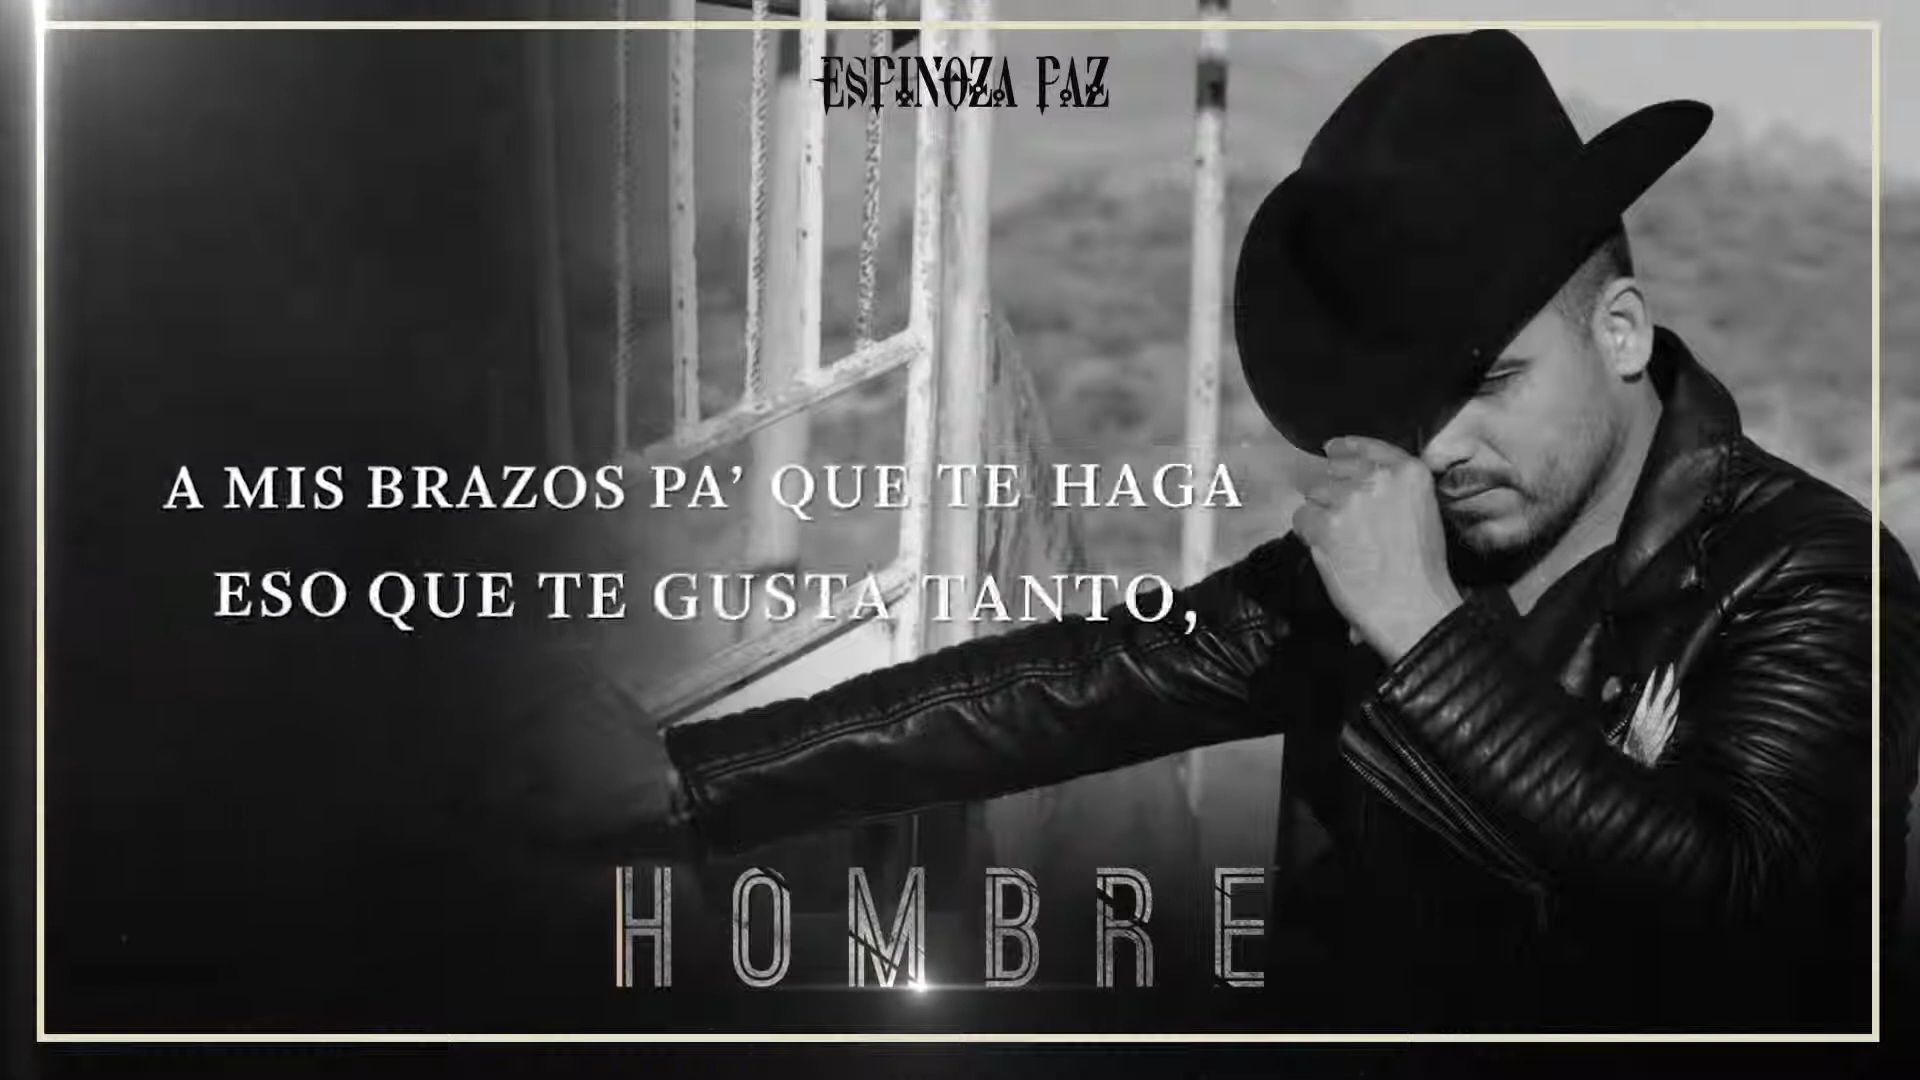 ESPINOZA PAZ
A MIS BRAZOS PA’ QUE TE HAGA
ESO QUE TE GUSTA TANTO,
HOMBRE